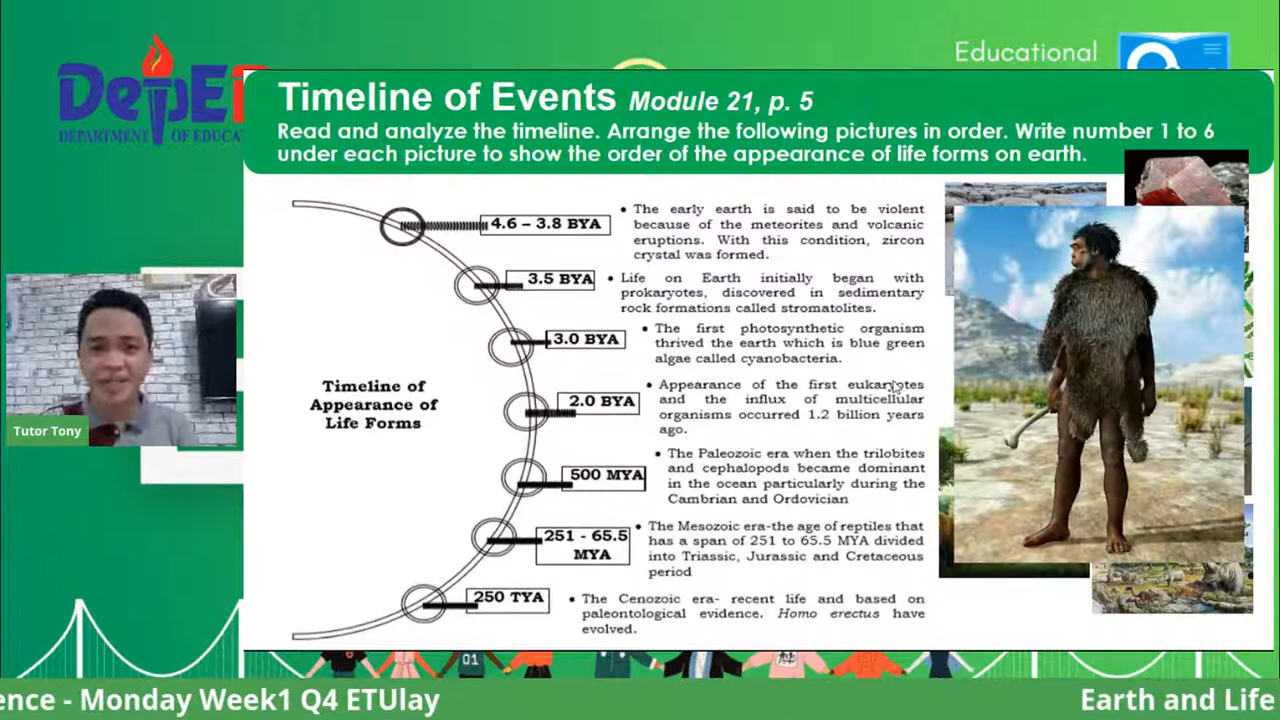 DepE
DEPARTMENT OF EDUCA
Educational
Timeline of Events Module 21, p. 5
Read and analyze the timeline. Arrange the following pictures in order. Write number 1 to 6
under each picture to show the order of the appearance of life forms on earth.
4.6 – 3.8 BYA
• The early earth is said to be violent
because of the meteorites and volcanic
eruptions. With this condition, zircon
crystal was formed.
3.5 BYA
• Life on Earth initially began with
prokaryotes, discovered in sedimentary
rock formations called stromatolites.
3.0 BYA
• The first photosynthetic organism
thrived the earth which is blue green
algae called cyanobacteria.
Timeline of
Appearance of
Life Forms
2.0 BYA
• Appearance of the first eukaryotes
and the influx of multicellular
organisms occurred 1.2 billion years
ago.
500 MYA
• The Paleozoic era when the trilobites
and cephalopods became dominant
in the ocean particularly during the
Cambrian and Ordovician
251 - 65.5
MYA
• The Mesozoic era-the age of reptiles that
has a span of 251 to 65.5 MYA divided
into Triassic, Jurassic and Cretaceous
period
250 TYA
• The Cenozoic era- recent life and based on
paleontological evidence. Homo erectus have
evolved.
Tutor Tony
01
ence - Monday Week1 Q4 ETUlay
Earth and Life